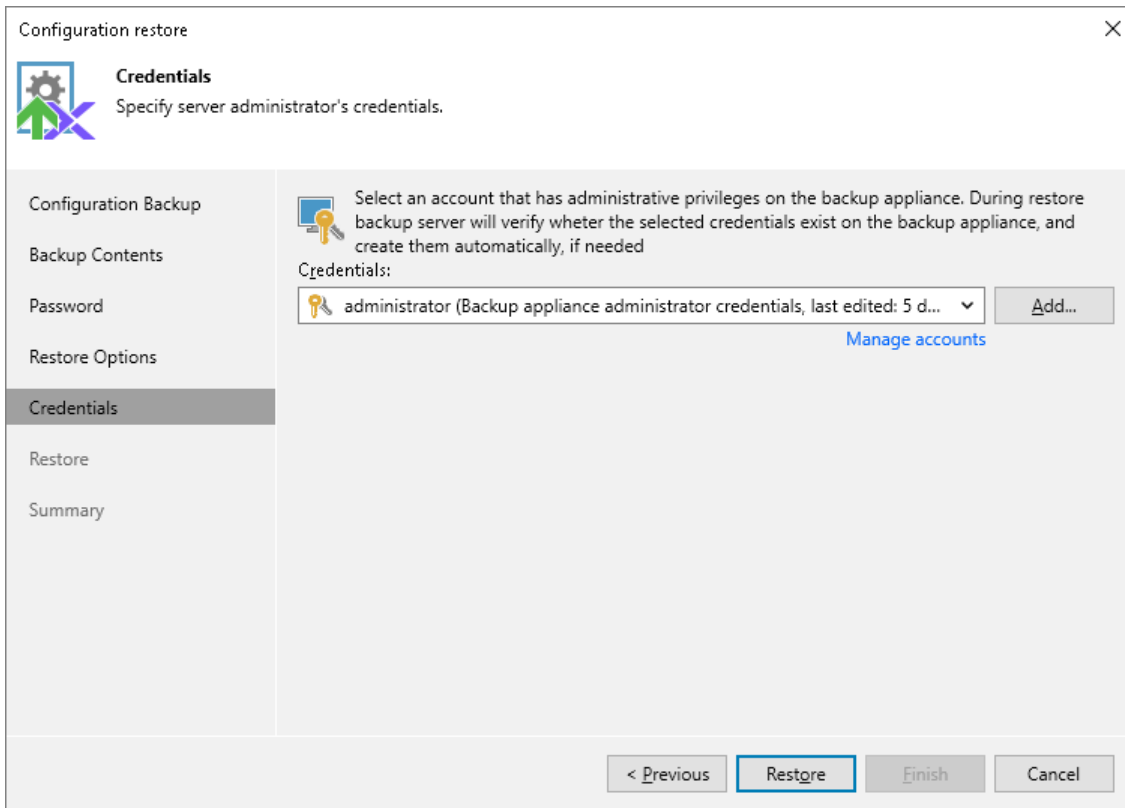 Configuration restore
Credentials
Specify server administrator's credentials.
Configuration Backup
Backup Contents
Password
Restore Options
Credentials
Restore
Summary
Select an account that has administrative privileges on the backup appliance. During restore
backup server will verify wheter the selected credentials exist on the backup appliance, and
create them automatically, if needed
Credentials:
administrator (Backup appliance administrator credentials, last edited: 5 d...
Add...
Manage accounts
< Previous
Restore
Finish
Cancel